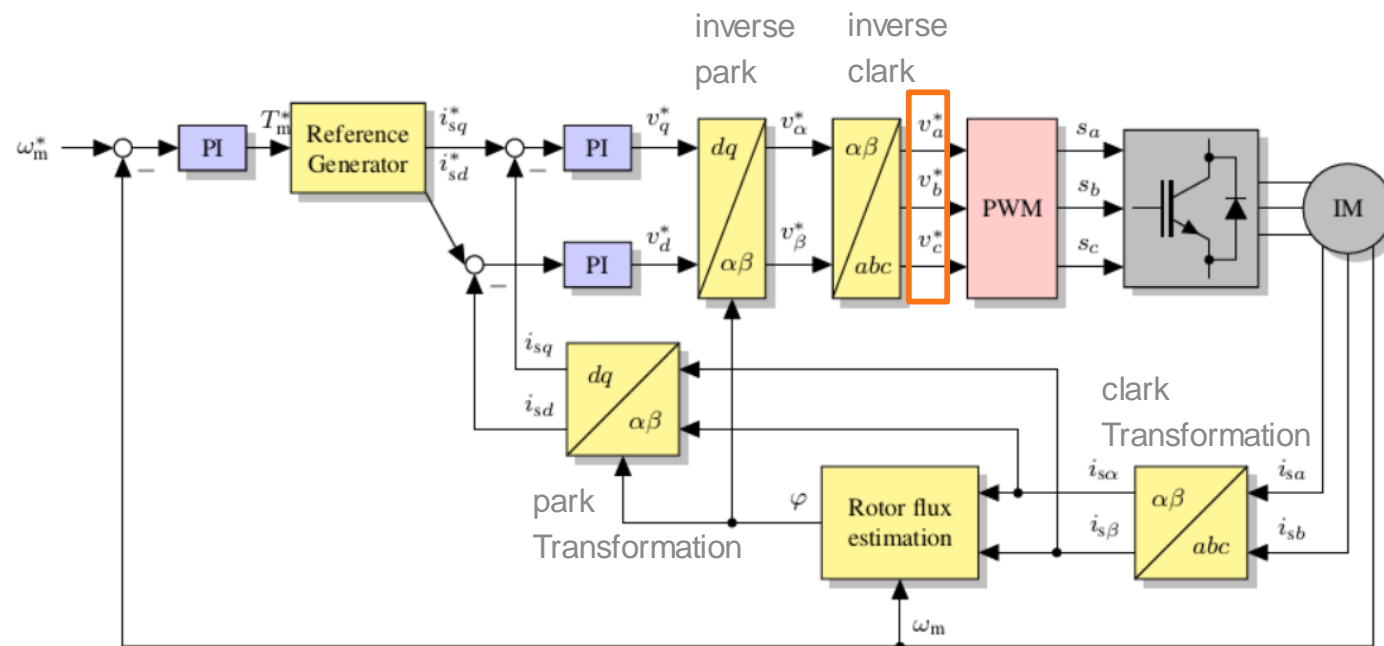 inverse
park
inverse
clark
ω*m
PI
T*m
Reference
Generator
i*sq
i*sd
PI
v*q
dq
αβ
v*α
v*β
αβ
abc
v*a
v*b
v*c
PWM
sa
sb
sc
IM
−
−
−
PI
v*d
isq
isd
dq
αβ
park
Transformation
φ
Rotor flux
estimation
ωm
isα
isβ
clark
Transformation
αβ
abc
isa
isb